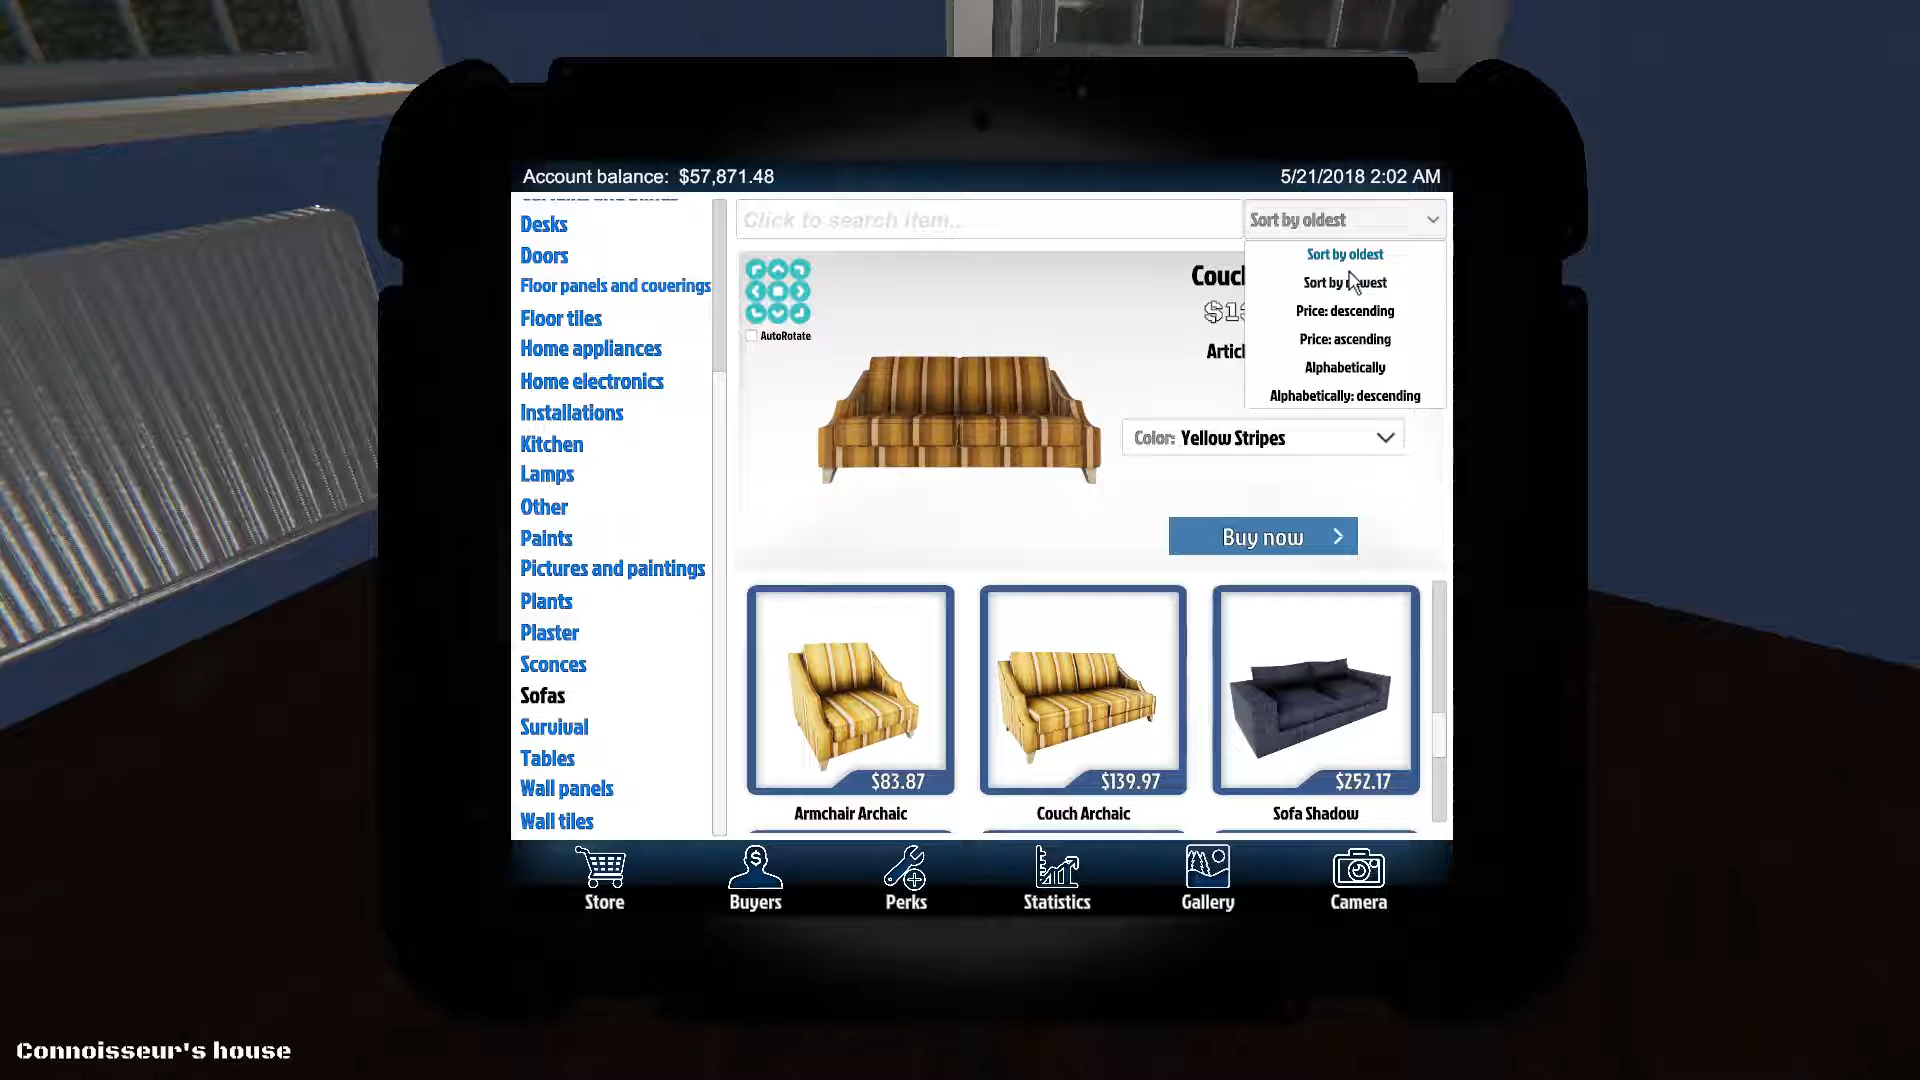 Account balance: $57,871.48
5/21/2018 2:02 AM
Desks
Doors
Floor panels and coverings
Floor tiles
Home appliances
Home electronics
Installations
Kitchen
Lamps
Other
Paints
Pictures and paintings
Plants
Plaster
Sconces
Sofas
Survival
Tables
Wall panels
Wall tiles
Click to search item..
Sort by oldest
Sort by oldest
Sort by newest
Price: descending
Price: ascending
Alphabetically
Alphabetically: descending
AutoRotate
Color: Yellow Stripes
Buy now
$83.87
$139.97
$252.17
Armchair Archaic
Couch Archaic
Sofa Shadow
Store
Buyers
Perks
Statistics
Gallery
Camera
Connoisseur's house